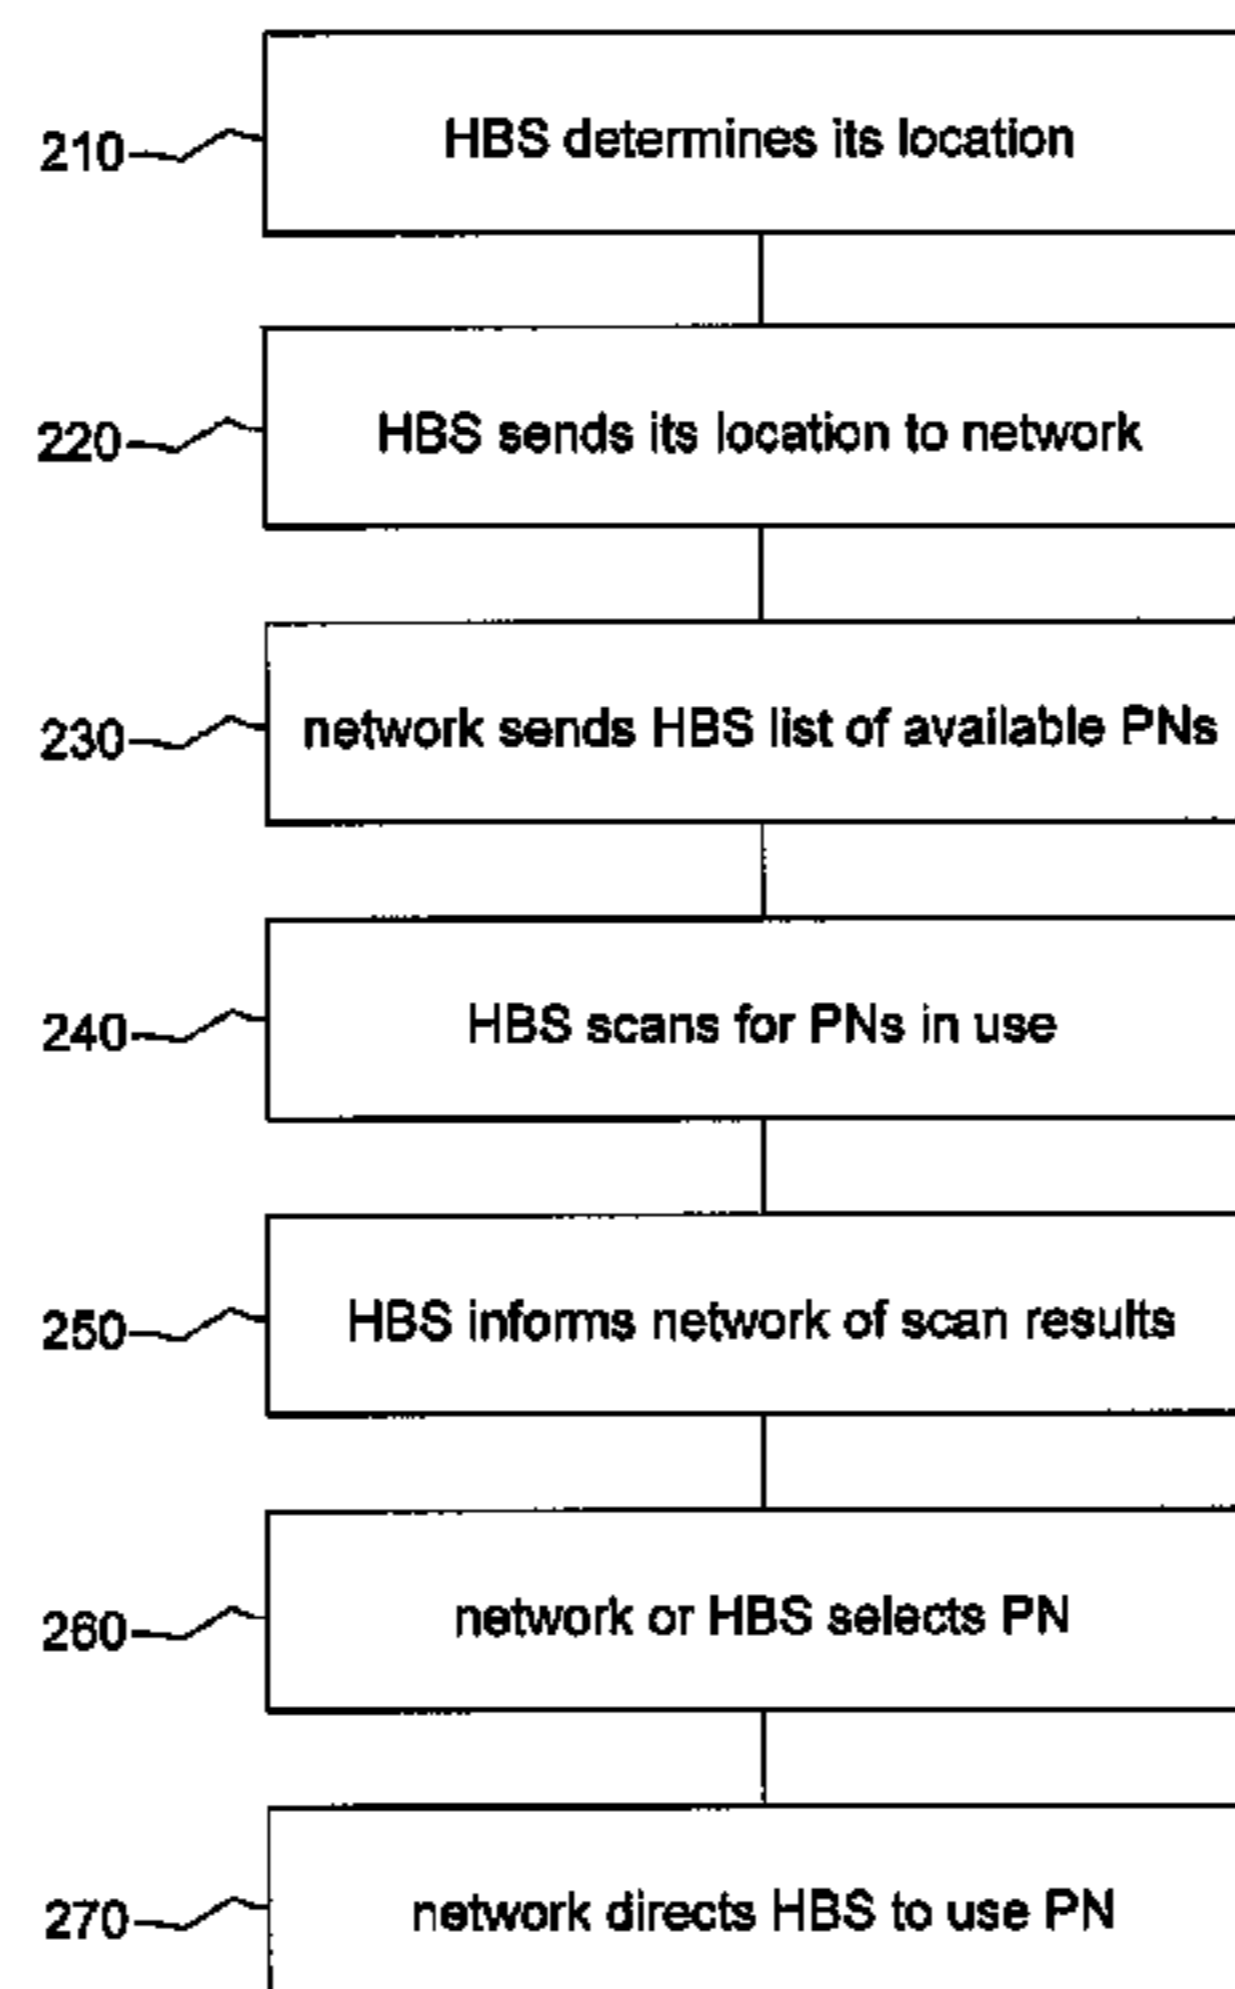 210 HBS determines its location
220 HBS sends its location to network
230 network sends HBS list of available PNs
240 HBS scans for PNs in use
250 HBS informs network of scan results
260 network or HBS selects PN
270 network directs HBS to use PN